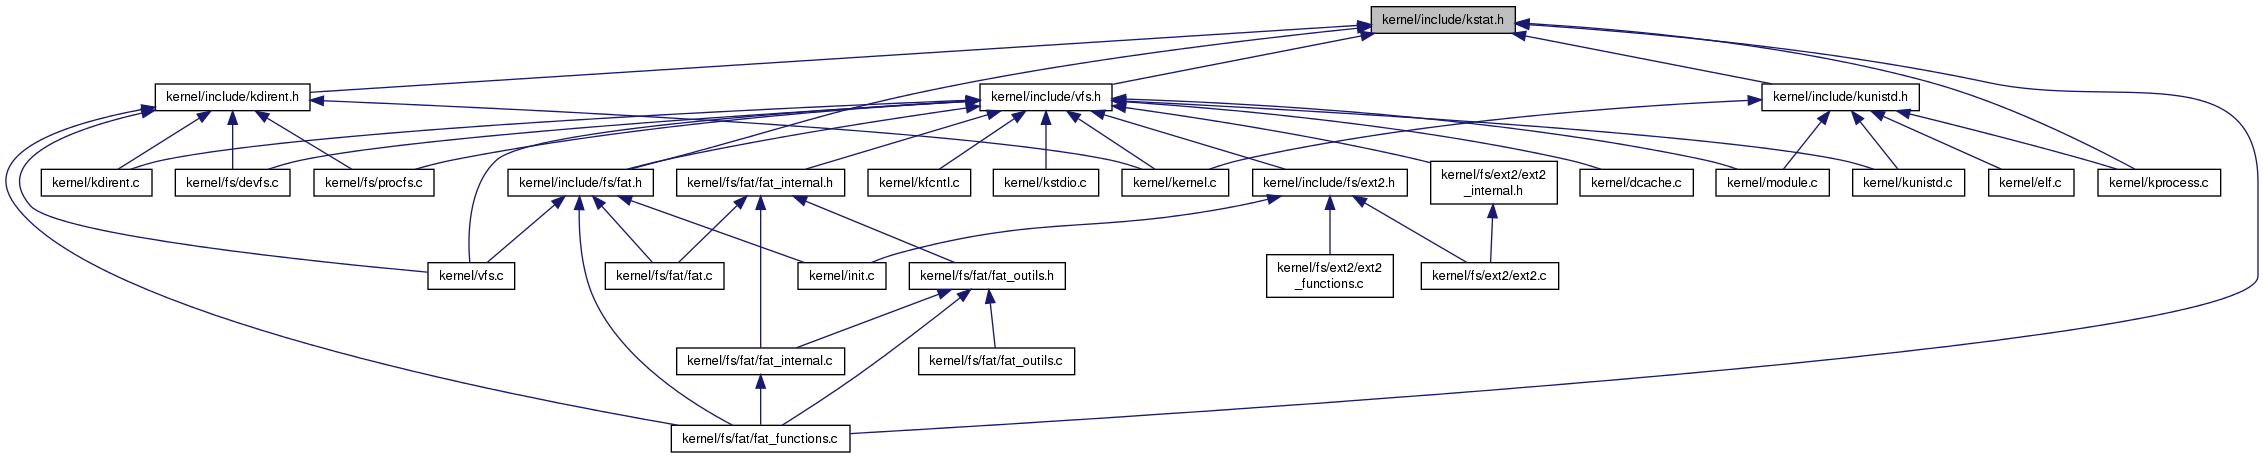 kernel/include/kstat.h
kernel/include/kdirent.h
kernel/include/vfs.h
kernel/include/kunistd.h
kernel/kdirent.c
kernel/fs/devfs.c
kernel/fs/procfs.c
kernel/include/fs/fat.h
kernel/fs/fat/fat_internal.h
kernel/kfcntl.c
kernel/kstdio.c
kernel/kernel.c
kernel/include/fs/ext2.h
kernel/fs/ext2/ext2
_internal.h
kernel/dcache.c
kernel/module.c
kernel/kunistd.c
kernel/elf.c
kernel/kprocess.c
kernel/vfs.c
kernel/fs/fat/fat.c
kernel/init.c
kernel/fs/fat/fat_outils.h
kernel/fs/ext2/ext2
_functions.c
kernel/fs/ext2/ext2.c
kernel/fs/fat/fat_internal.c
kernel/fs/fat/fat_outils.c
kernel/fs/fat/fat_functions.c